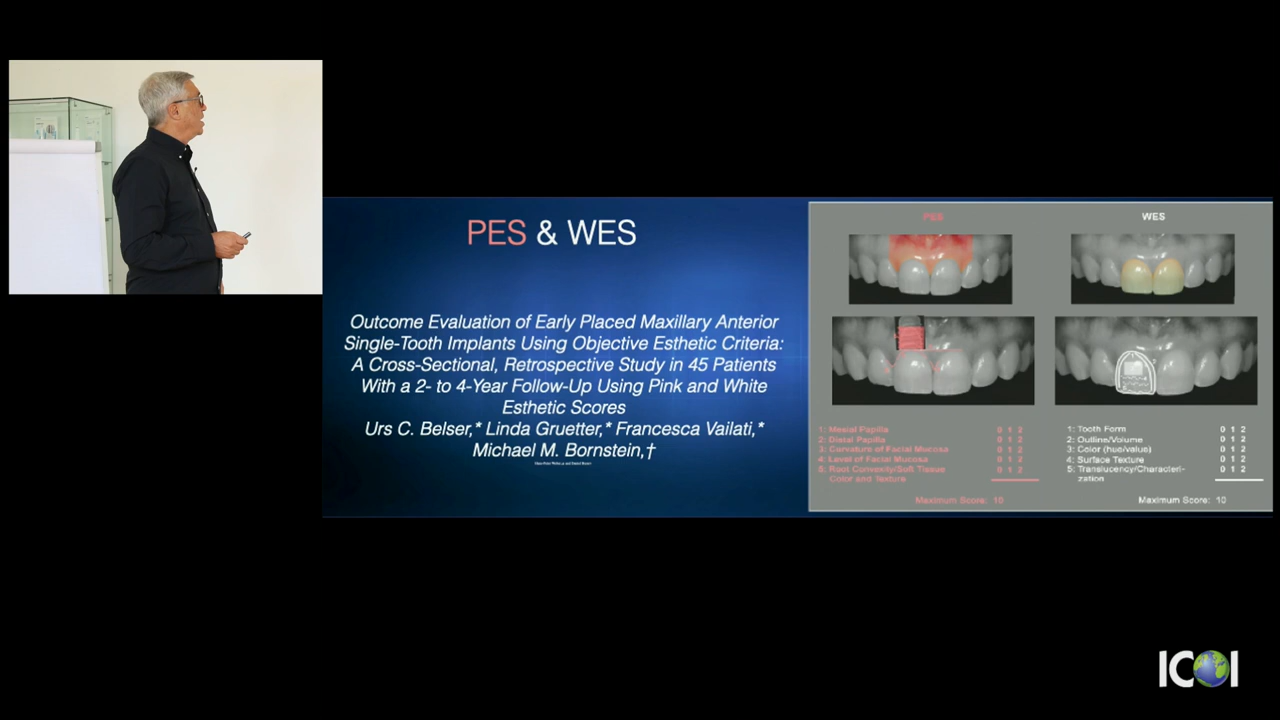 PES & WES
Outcome Evaluation of Early Placed Maxillary Anterior
Single-Tooth Implants Using Objective Esthetic Criteria:
A Cross-Sectional, Retrospective Study in 45 Patients
With a 2- to 4-Year Follow-Up Using Pink and White
Esthetic Scores
Urs C. Belser,* Linda Gruetter,* Francesca Vailati,*
Michael M. Bornstein,†
PES
1: Mesial Papilla 0 1 2
2: Distal Papilla 0 1 2
3: Curvature of Facial Mucosa 0 1 2
4: Level of Facial Mucosa 0 1 2
5: Root Convexity/Soft Tissue 0 1 2
Color and Texture
Maximum Score: 10
WES
1: Tooth Form 0 1 2
2: Outline/Volume 0 1 2
3: Color (hue/value) 0 1 2
4: Surface Texture 0 1 2
5: Translucency/Characteri- 0 1 2
zation
Maximum Score: 10
ICOI